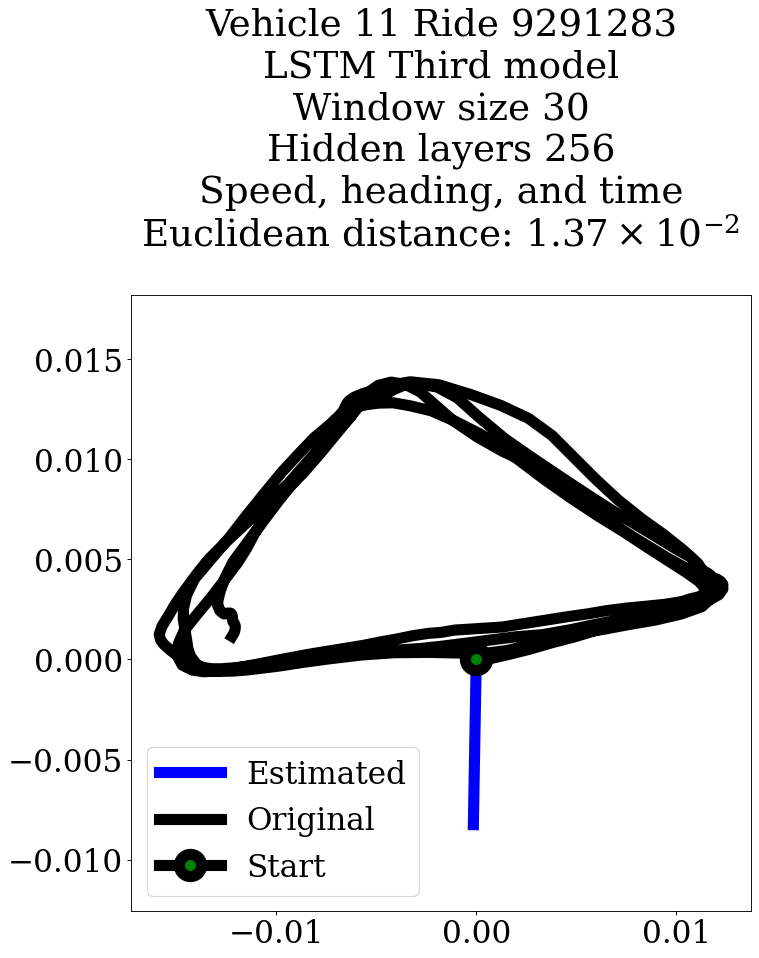 Vehicle 11 Ride 9291283
LSTM Third model
Window size 30
Hidden layers 256
Speed, heading, and time
Euclidean distance: 1.37 × 10⁻²
0.015
0.010
0.005
0.000
−0.005
−0.010
Estimated
Original
Start
−0.01 0.00 0.01